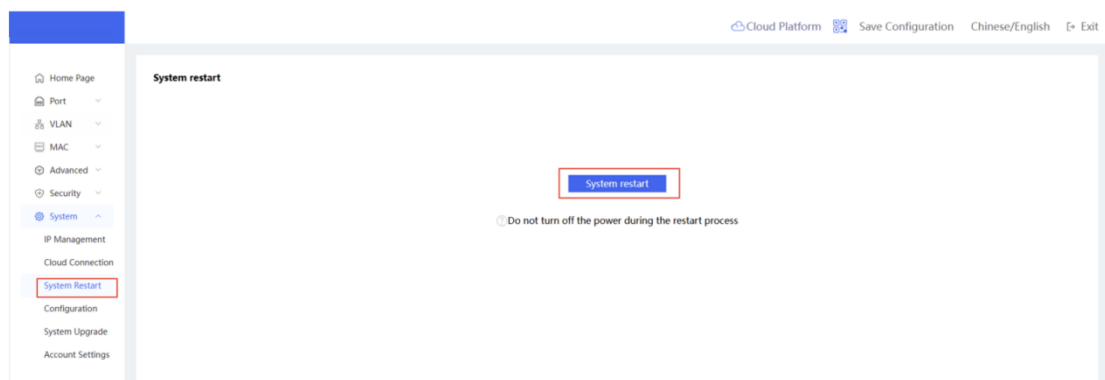 Cloud Platform Save Configuration Chinese/English Exit
Home Page
Port
VLAN
MAC
Advanced
Security
System
IP Management
Cloud Connection
System Restart
Configuration
System Upgrade
Account Settings
System restart
System restart
Do not turn off the power during the restart process